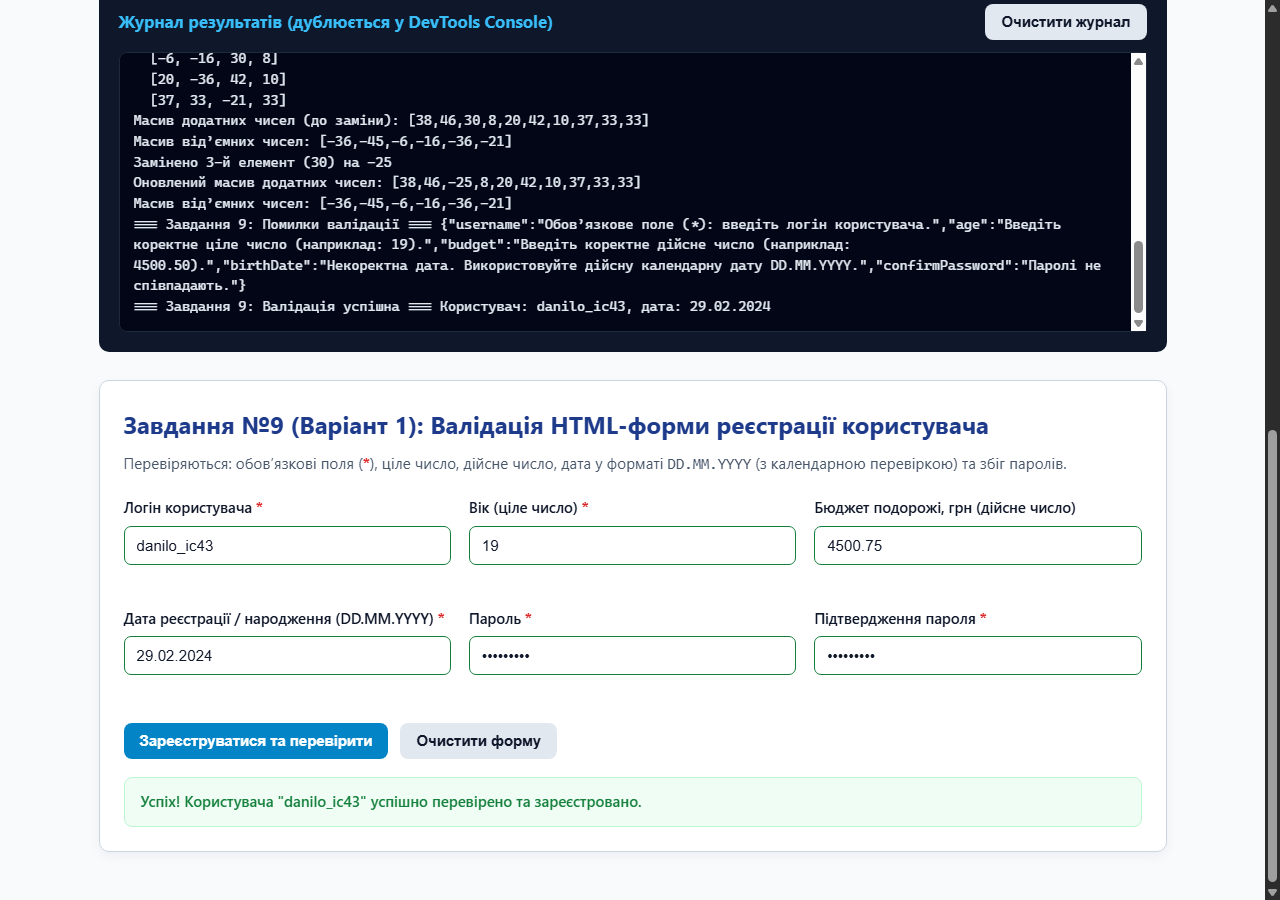 Журнал результатів (дублюється у DevTools Console)
Очистити журнал
[-6, -16, 30, 8]
[20, -36, 42, 10]
[37, 33, -21, 33]
Масив додатних чисел (до заміни): [38,46,30,8,20,42,10,37,33,33]
Масив від’ємних чисел: [-36,-45,-6,-16,-36,-21]
Замінено 3-й елемент (30) на -25
Оновлений масив додатних чисел: [38,46,-25,8,20,42,10,37,33,33]
Масив від’ємних чисел: [-36,-45,-6,-16,-36,-21]
=== Завдання 9: Помилки валідації === {"username":"Обов’язкове поле (*): введіть логін користувача.","age":"Введіть
коректне ціле число (наприклад: 19).","budget":"Введіть коректне дійсне число (наприклад:
4500.50).","birthDate":"Некоректна дата. Використовуйте дійсну календарну дату DD.MM.YYYY.","confirmPassword":"Паролі не
співпадають."}
=== Завдання 9: Валідація успішна === Користувач: danilo_ic43, дата: 29.02.2024
Завдання №9 (Варіант 1): Валідація HTML-форми реєстрації користувача
Перевіряються: обов’язкові поля (*), ціле число, дійсне число, дата у форматі DD.MM.YYYY (з календарною перевіркою) та збіг паролів.
Логін користувача *
Вік (ціле число) *
Бюджет подорожі, грн (дійсне число)
danilo_ic43
19
4500.75
Дата реєстрації / народження (DD.MM.YYYY) *
Пароль *
Підтвердження пароля *
29.02.2024
•••••••••
•••••••••
Зареєструватися та перевірити
Очистити форму
Успіх! Користувача "danilo_ic43" успішно перевірено та зареєстровано.